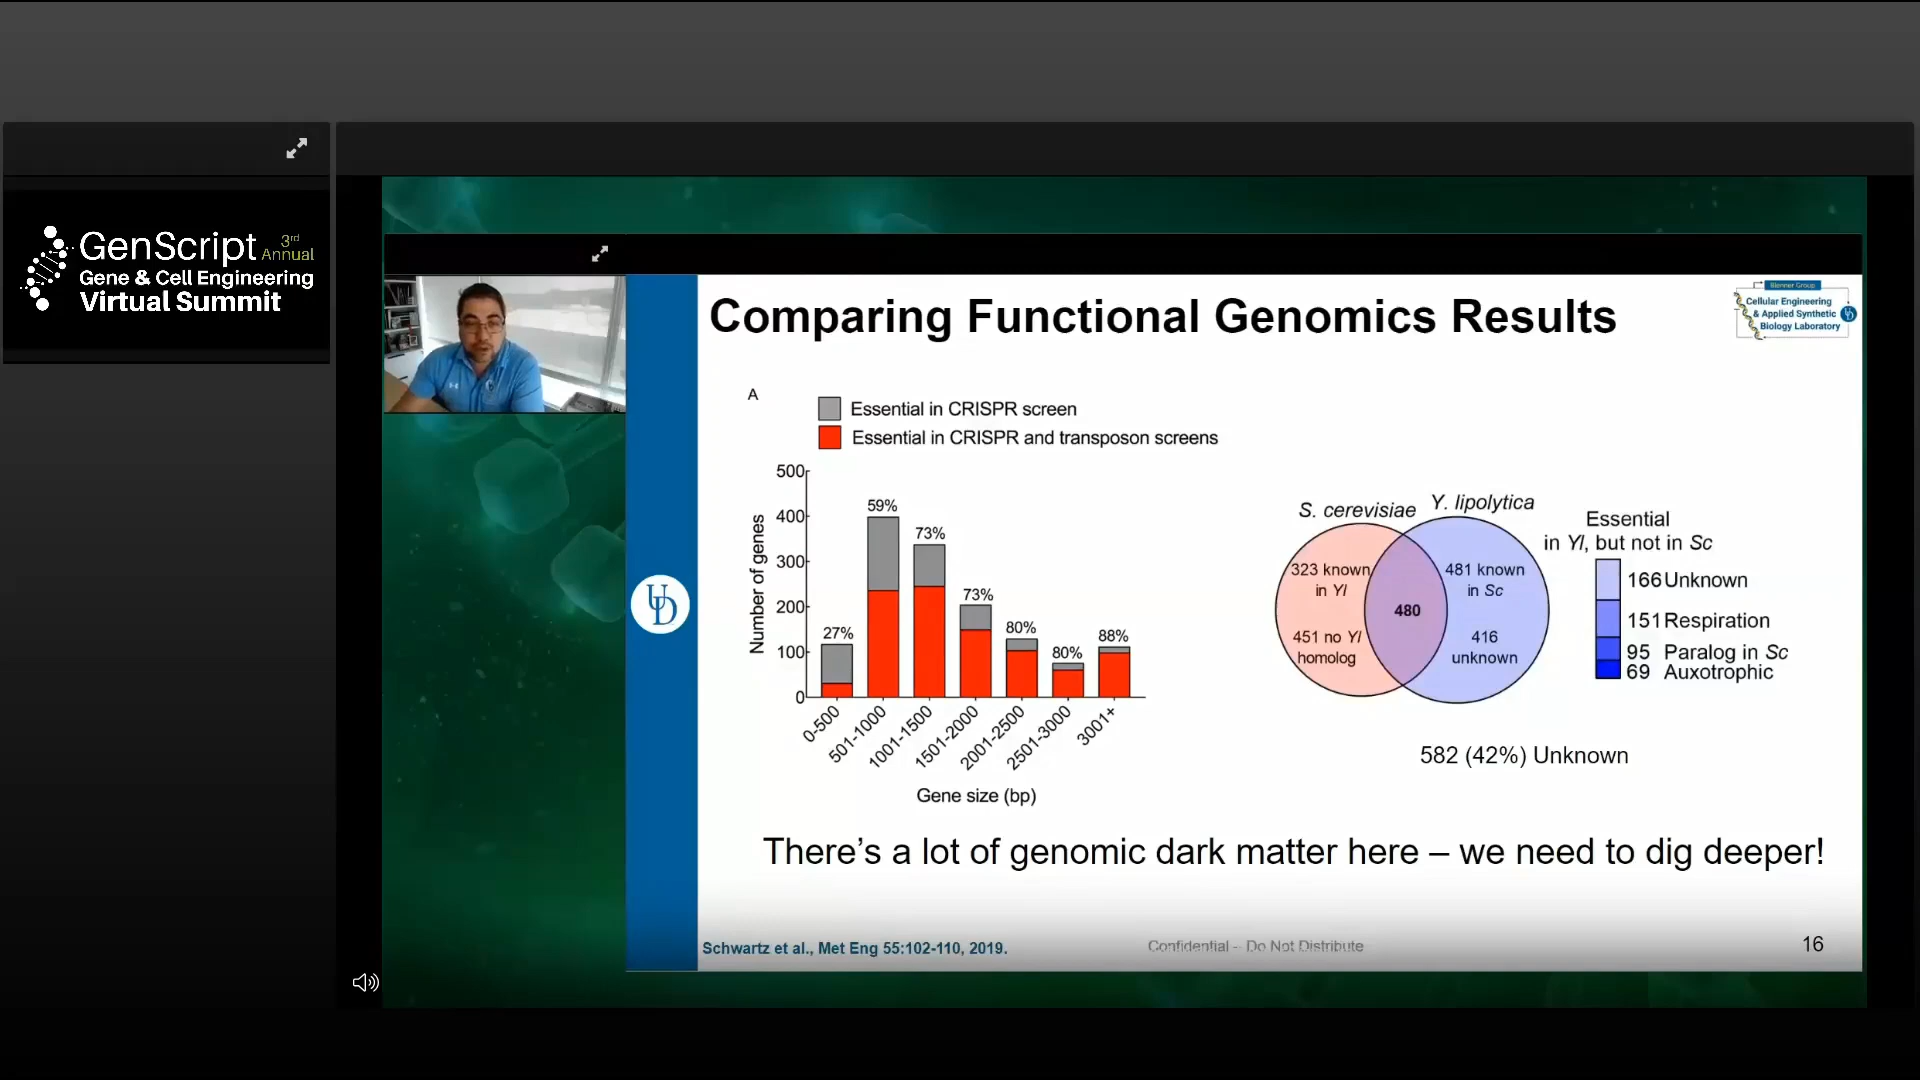 GenScript 3rd Annual
Gene & Cell Engineering
Virtual Summit
Comparing Functional Genomics Results
Blenner Group
Cellular Engineering
& Applied Synthetic
Biology Laboratory
UD
A
Essential in CRISPR screen
Essential in CRISPR and transposon screens
Number of genes
500
400
300
200
100
0
27%
59%
73%
73%
80%
80%
88%
0-500
501-1000
1001-1500
1501-2000
2001-2500
2501-3000
3001+
Gene size (bp)
S. cerevisiae
Y. lipolytica
323 known
in Yl
451 no Yl
homolog
480
481 known
in Sc
416
unknown
Essential
in Yl, but not in Sc
166 Unknown
151 Respiration
95 Paralog in Sc
69 Auxotrophic
582 (42%) Unknown
There's a lot of genomic dark matter here – we need to dig deeper!
Schwartz et al., Met Eng 55:102-110, 2019.
Confidential – Do Not Distribute
16